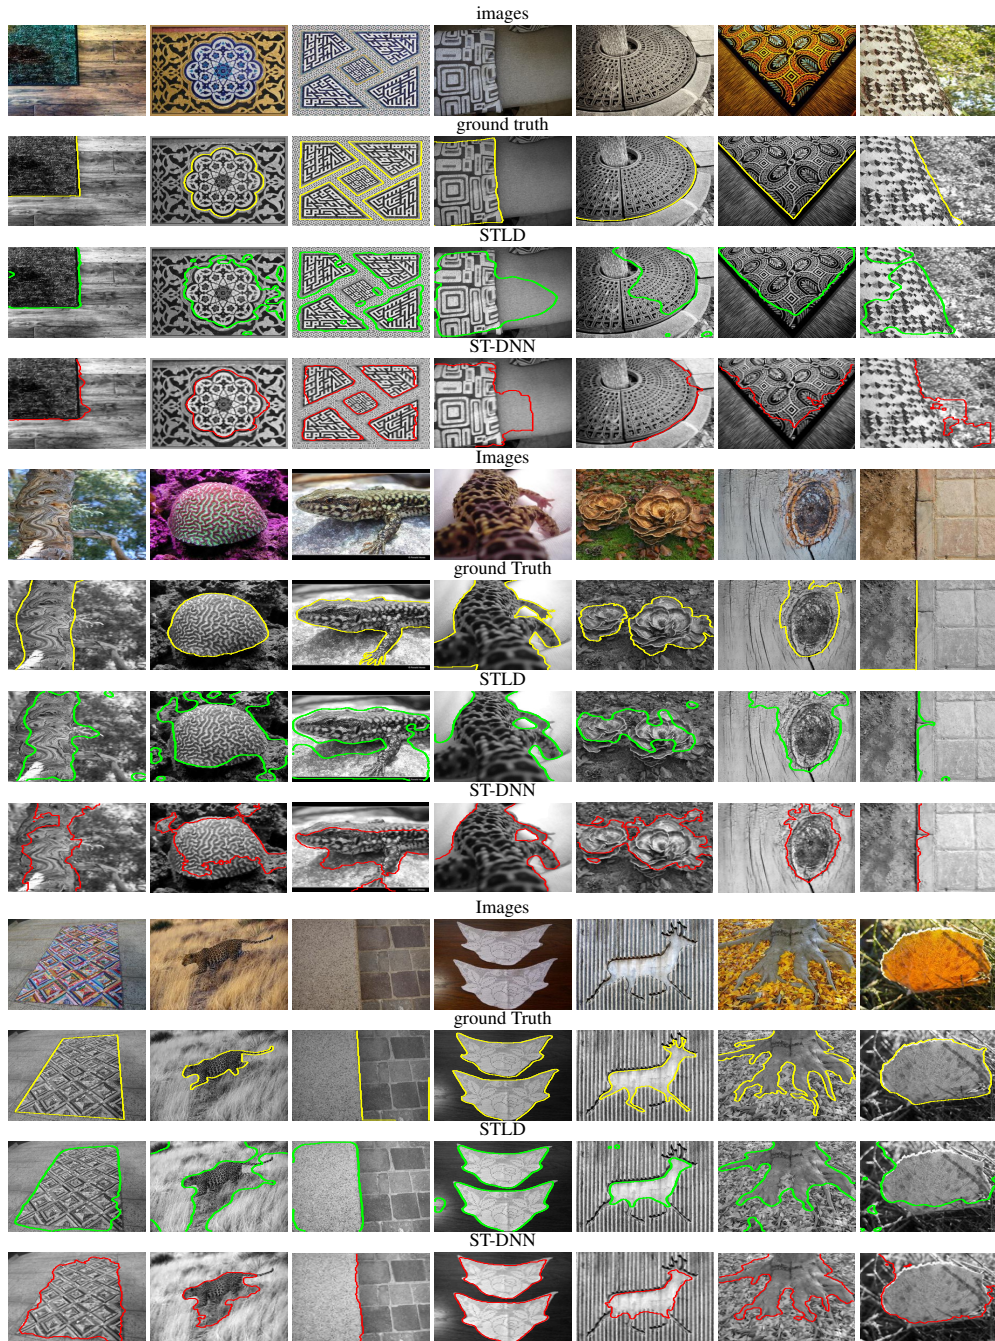 images
ground truth
STLD
ST-DNN
Images
ground Truth
STLD
ST-DNN
Images
ground Truth
STLD
ST-DNN